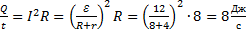 Q/t = I²R = (ℰ/(R+r))² R = (12/(8+4))² · 8 = 8 Дж/с